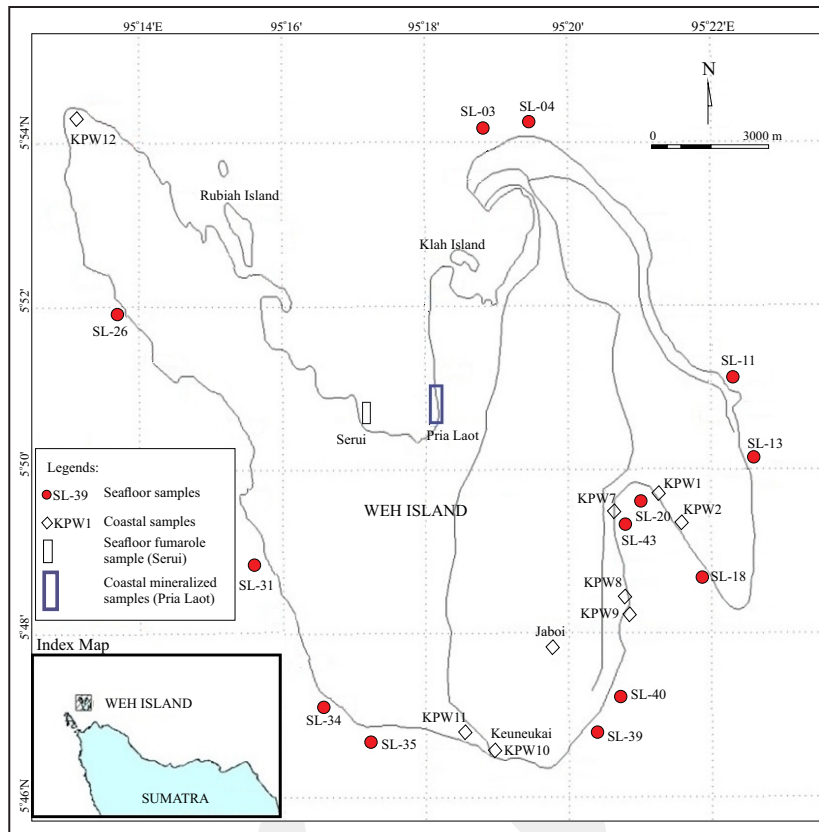 95°14'E
95°16'E
95°18'E
95°20'E
95°22'E
N
SL-03
SL-04
0 3000 m
5°54'N
KPW12
Rubiah Island
Klah Island
5°52'N
SL-26
SL-11
Serui
Pria Laot
SL-13
5°50'N
Legends:
SL-39 Seafloor samples
KPW1 Coastal samples
Seafloor fumarole
sample (Serui)
Coastal mineralized
samples (Pria Laot)
WEH ISLAND
KPW7
KPW1
SL-20
KPW2
SL-43
SL-31
SL-18
KPW8
KPW9
5°48'N
Jaboi
Index Map
WEH ISLAND
SUMATRA
SL-40
SL-34
KPW11
Keuneukai
KPW10
SL-39
SL-35
5°46'N